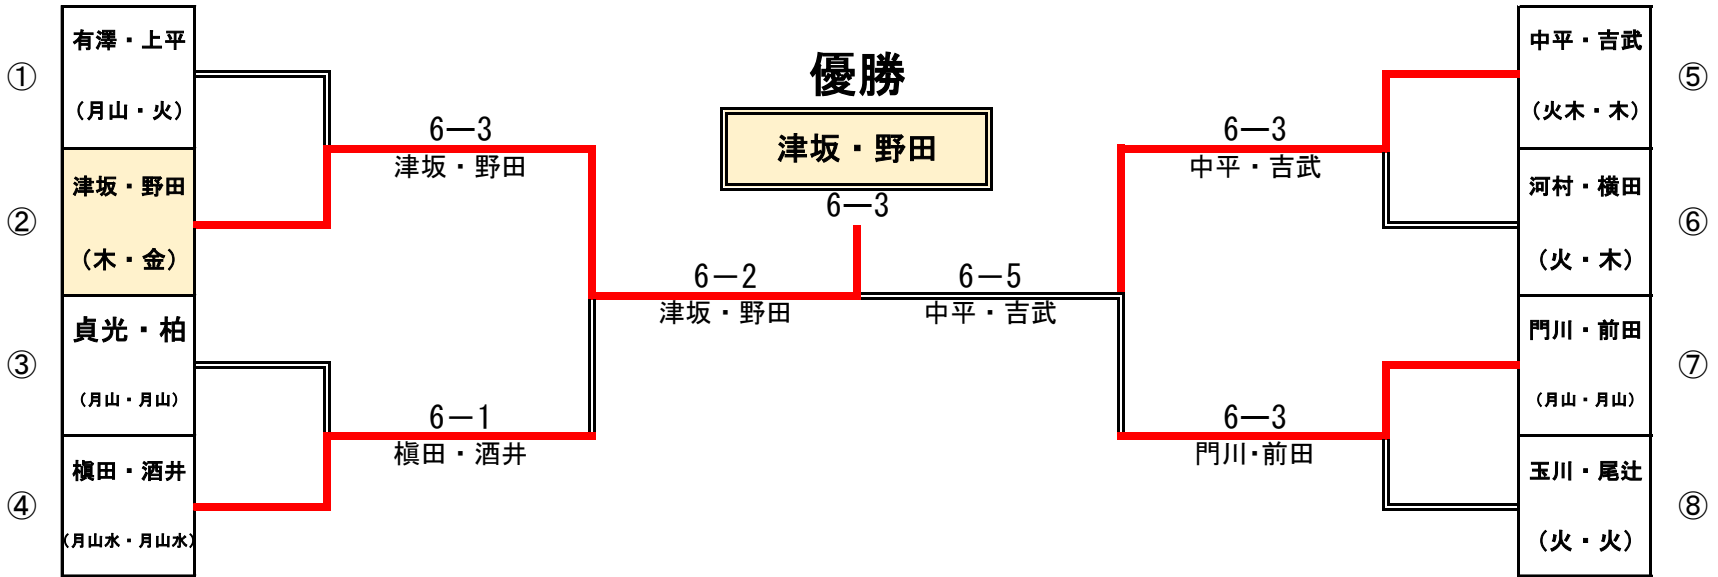 ①
有澤・上平
（月山・火）
②
津坂・野田
（木・金）
③
貞光・柏
（月山・月山）
④
槇田・酒井
（月山水・月山水）
6―3
津坂・野田
6―1
槇田・酒井
6―2
津坂・野田
優勝
津坂・野田
6―3
6―5
中平・吉武
6―3
中平・吉武
6―3
門川・前田
中平・吉武
（火木・木）
⑤
河村・横田
（火・木）
⑥
門川・前田
（月山・月山）
⑦
玉川・尾辻
（火・火）
⑧